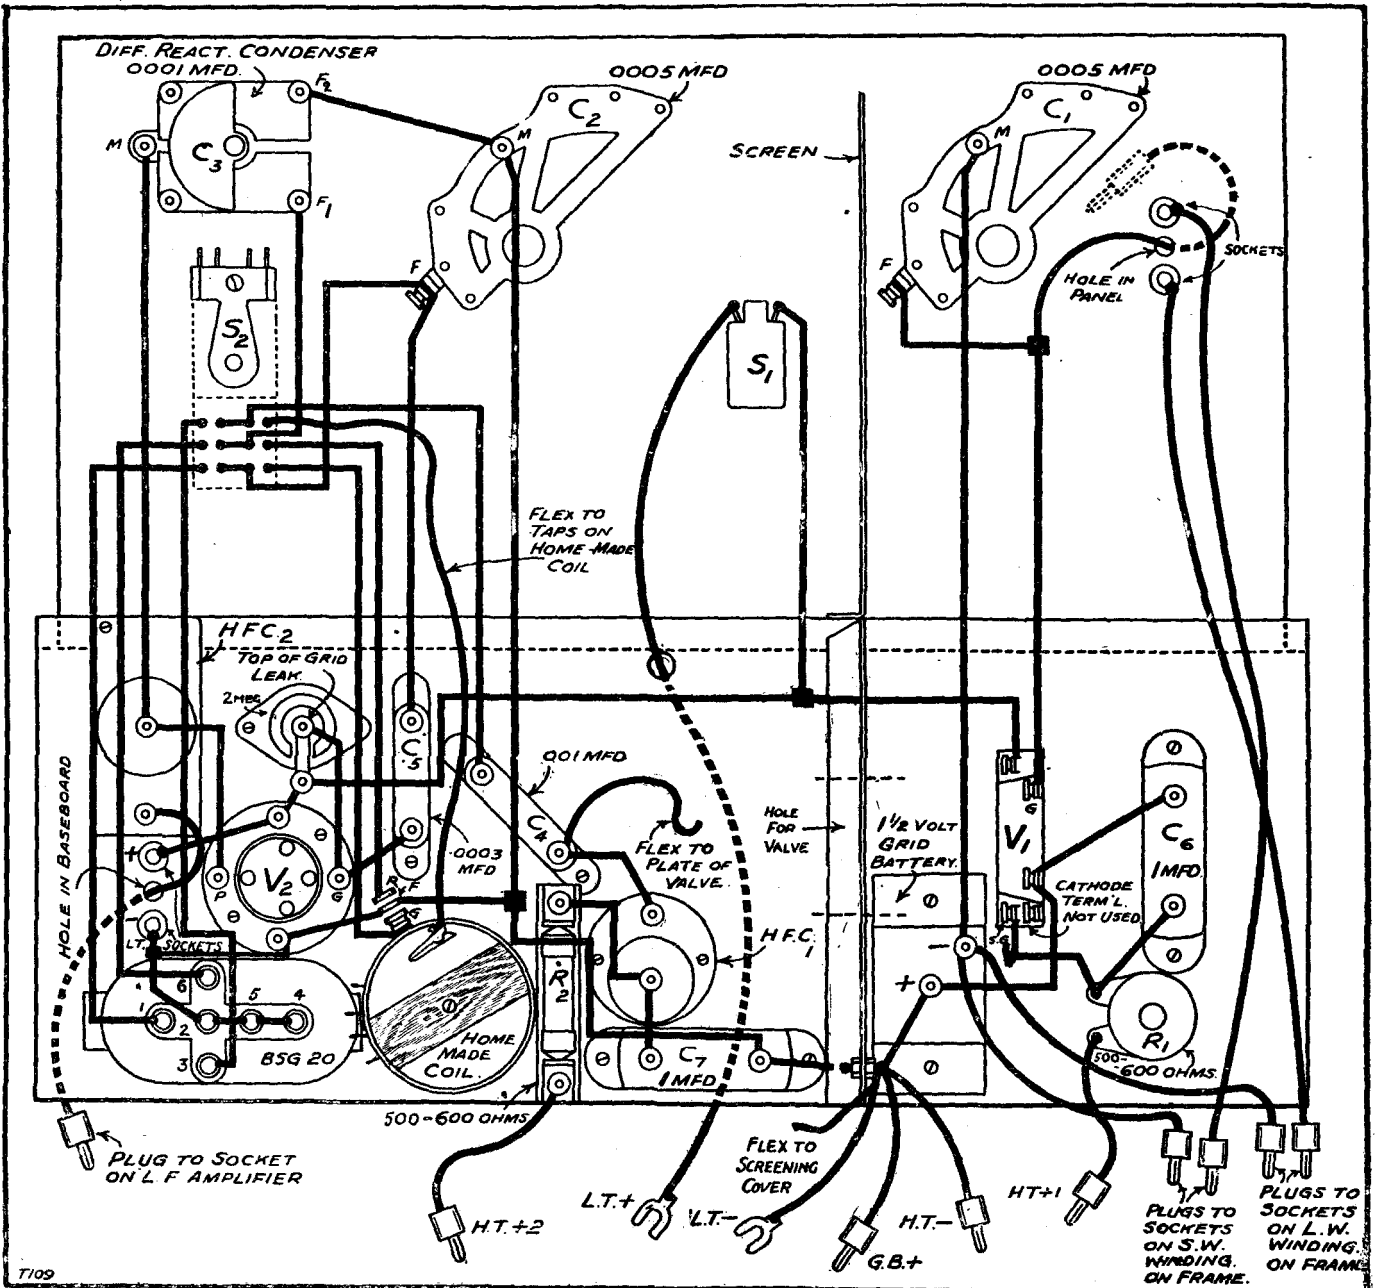 DIFF. REACT. CONDENSER
0001 MFD.
F2
M
C3
F1
0005 MFD
C2
M
F
SCREEN
0005 MFD
C1
M
F
SOCKETS
HOLE IN
PANEL
S2
S1
FLEX TO
TAPS ON
HOME-MADE
COIL
H F C. 2
TOP OF GRID
LEAK.
2 MEG.
C5
.001 MFD
C4
.0003
MFD
FLEX TO
PLATE OF
VALVE.
HOLE
FOR
VALVE
1 1/2 VOLT
GRID
BATTERY.
G
V1
S.G.
CATHODE
TERM'L.
NOT USED
C6
1 MFD.
HOLE IN BASEBOARD
+
-
L.T.
SOCKETS
P
V2
G
P
F
G
H F C
1
R2
-
+
R1
500-
-600 OHMS.
6
1
2
5
4
3
BSG 20
HOME
MADE
COIL.
C7
1 MFD
500-600 OHMS
PLUG TO SOCKET
ON L F AMPLIFIER
FLEX TO
SCREENING
COVER
H.T.+2
L.T.+
L.T.-
G.B.+
H.T.-
HT+1
PLUGS TO
SOCKETS
ON S.W.
WINDING.
ON FRAME.
PLUGS TO
SOCKETS
ON L.W.
WINDING.
ON FRAME
T109